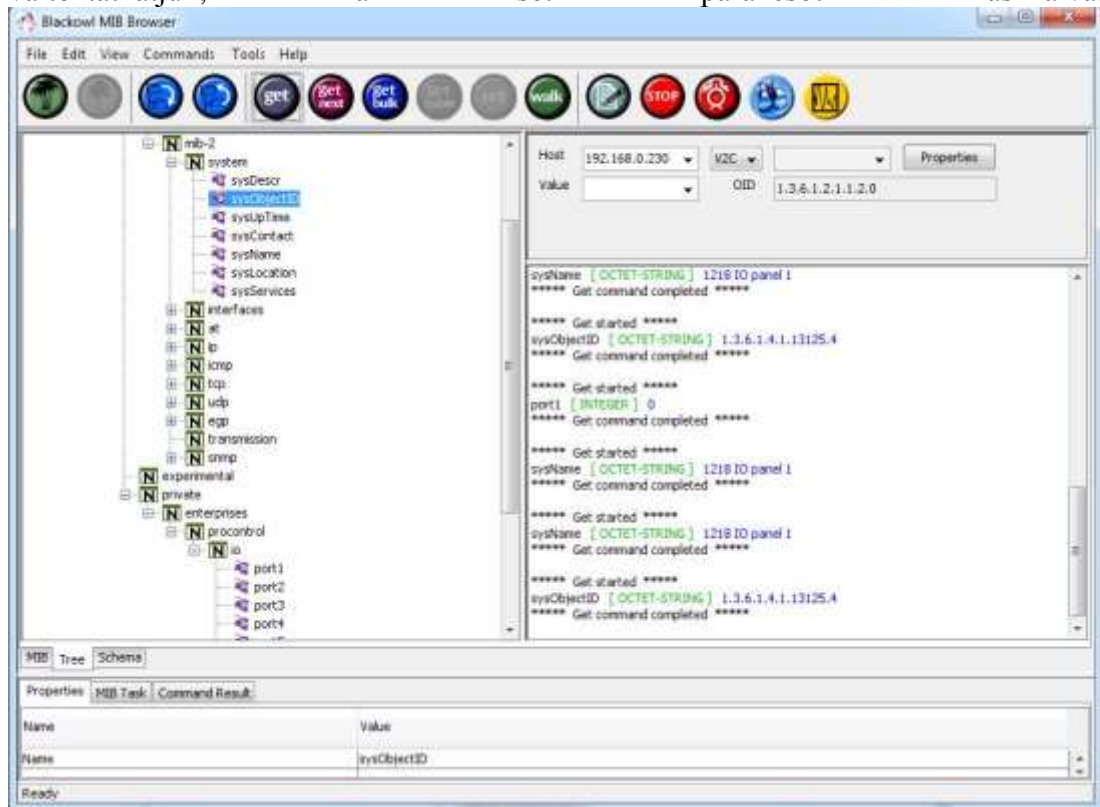 Blackowl MIB Browser
File Edit View Commands Tools Help
get
get next
get bulk
walk
STOP
mib-2
system
sysDescr
sysObjectID
sysUpTime
sysContact
sysName
sysLocation
sysServices
interfaces
at
ip
icmp
tcp
udp
egp
transmission
snmp
experimental
private
enterprises
procontrol
io
port1
port2
port3
port4
Host 192.168.0.230 V2C Properties
Value OID 1.3.6.1.2.1.1.2.0
sysName [ OCTET-STRING ] 1218 IO panel 1
***** Get command completed *****
***** Get started *****
sysObjectID [ OCTET-STRING ] 1.3.6.1.4.1.13125.4
***** Get command completed *****
***** Get started *****
port1 [ INTEGER ] 0
***** Get command completed *****
***** Get started *****
sysName [ OCTET-STRING ] 1218 IO panel 1
***** Get command completed *****
***** Get started *****
sysName [ OCTET-STRING ] 1218 IO panel 1
***** Get command completed *****
***** Get started *****
sysObjectID [ OCTET-STRING ] 1.3.6.1.4.1.13125.4
***** Get command completed *****
MIB Tree Schema
Properties MIB Task Command Result
Name Value
Name sysObjectID
Ready